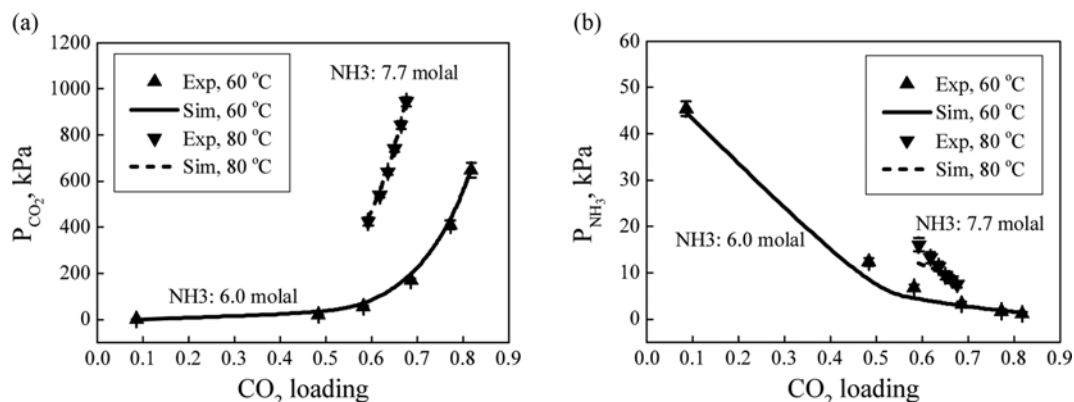 (a)
1200
1000
800
600
400
200
0
P_CO₂, kPa
Exp, 60 °C
Sim, 60 °C
Exp, 80 °C
Sim, 80 °C
NH3: 7.7 molal
NH3: 6.0 molal
0.0 0.1 0.2 0.3 0.4 0.5 0.6 0.7 0.8 0.9
CO₂ loading
(b)
60
50
40
30
20
10
0
P_NH₃, kPa
Exp, 60 °C
Sim, 60 °C
Exp, 80 °C
Sim, 80 °C
NH3: 6.0 molal
NH3: 7.7 molal
0.0 0.1 0.2 0.3 0.4 0.5 0.6 0.7 0.8 0.9
CO₂ loading